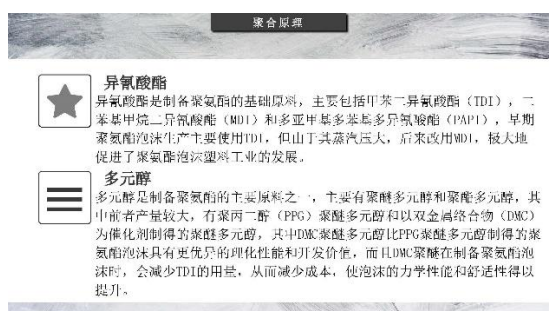 聚合原理
异氰酸酯
异氰酸酯是制备聚氨酯的基础原料，主要包括甲苯二异氰酸酯（TDI），二
苯基甲烷二异氰酸酯（MDI）和多亚甲基多苯基多异氰酸酯（PAPI），早期
聚氨酯泡沫生产主要使用TDI，但由于其蒸汽压大，后来改用MDI，极大地
促进了聚氨酯泡沫塑料工业的发展。
多元醇
多元醇是制备聚氨酯的主要原料之一，主要有聚醚多元醇和聚酯多元醇，其
中前者产量较大，有聚丙二醇（PPG）聚醚多元醇和以双金属络合物（DMC）
为催化剂制得的聚醚多元醇，其中DMC聚醚多元醇比PPG聚醚多元醇制得的聚
氨酯泡沫具有更优异的理化性能和开发价值，而且DMC聚醚在制备聚氨酯泡
沫时，会减少TDI的用量，从而减少成本，使泡沫的力学性能和舒适性得以
提升。